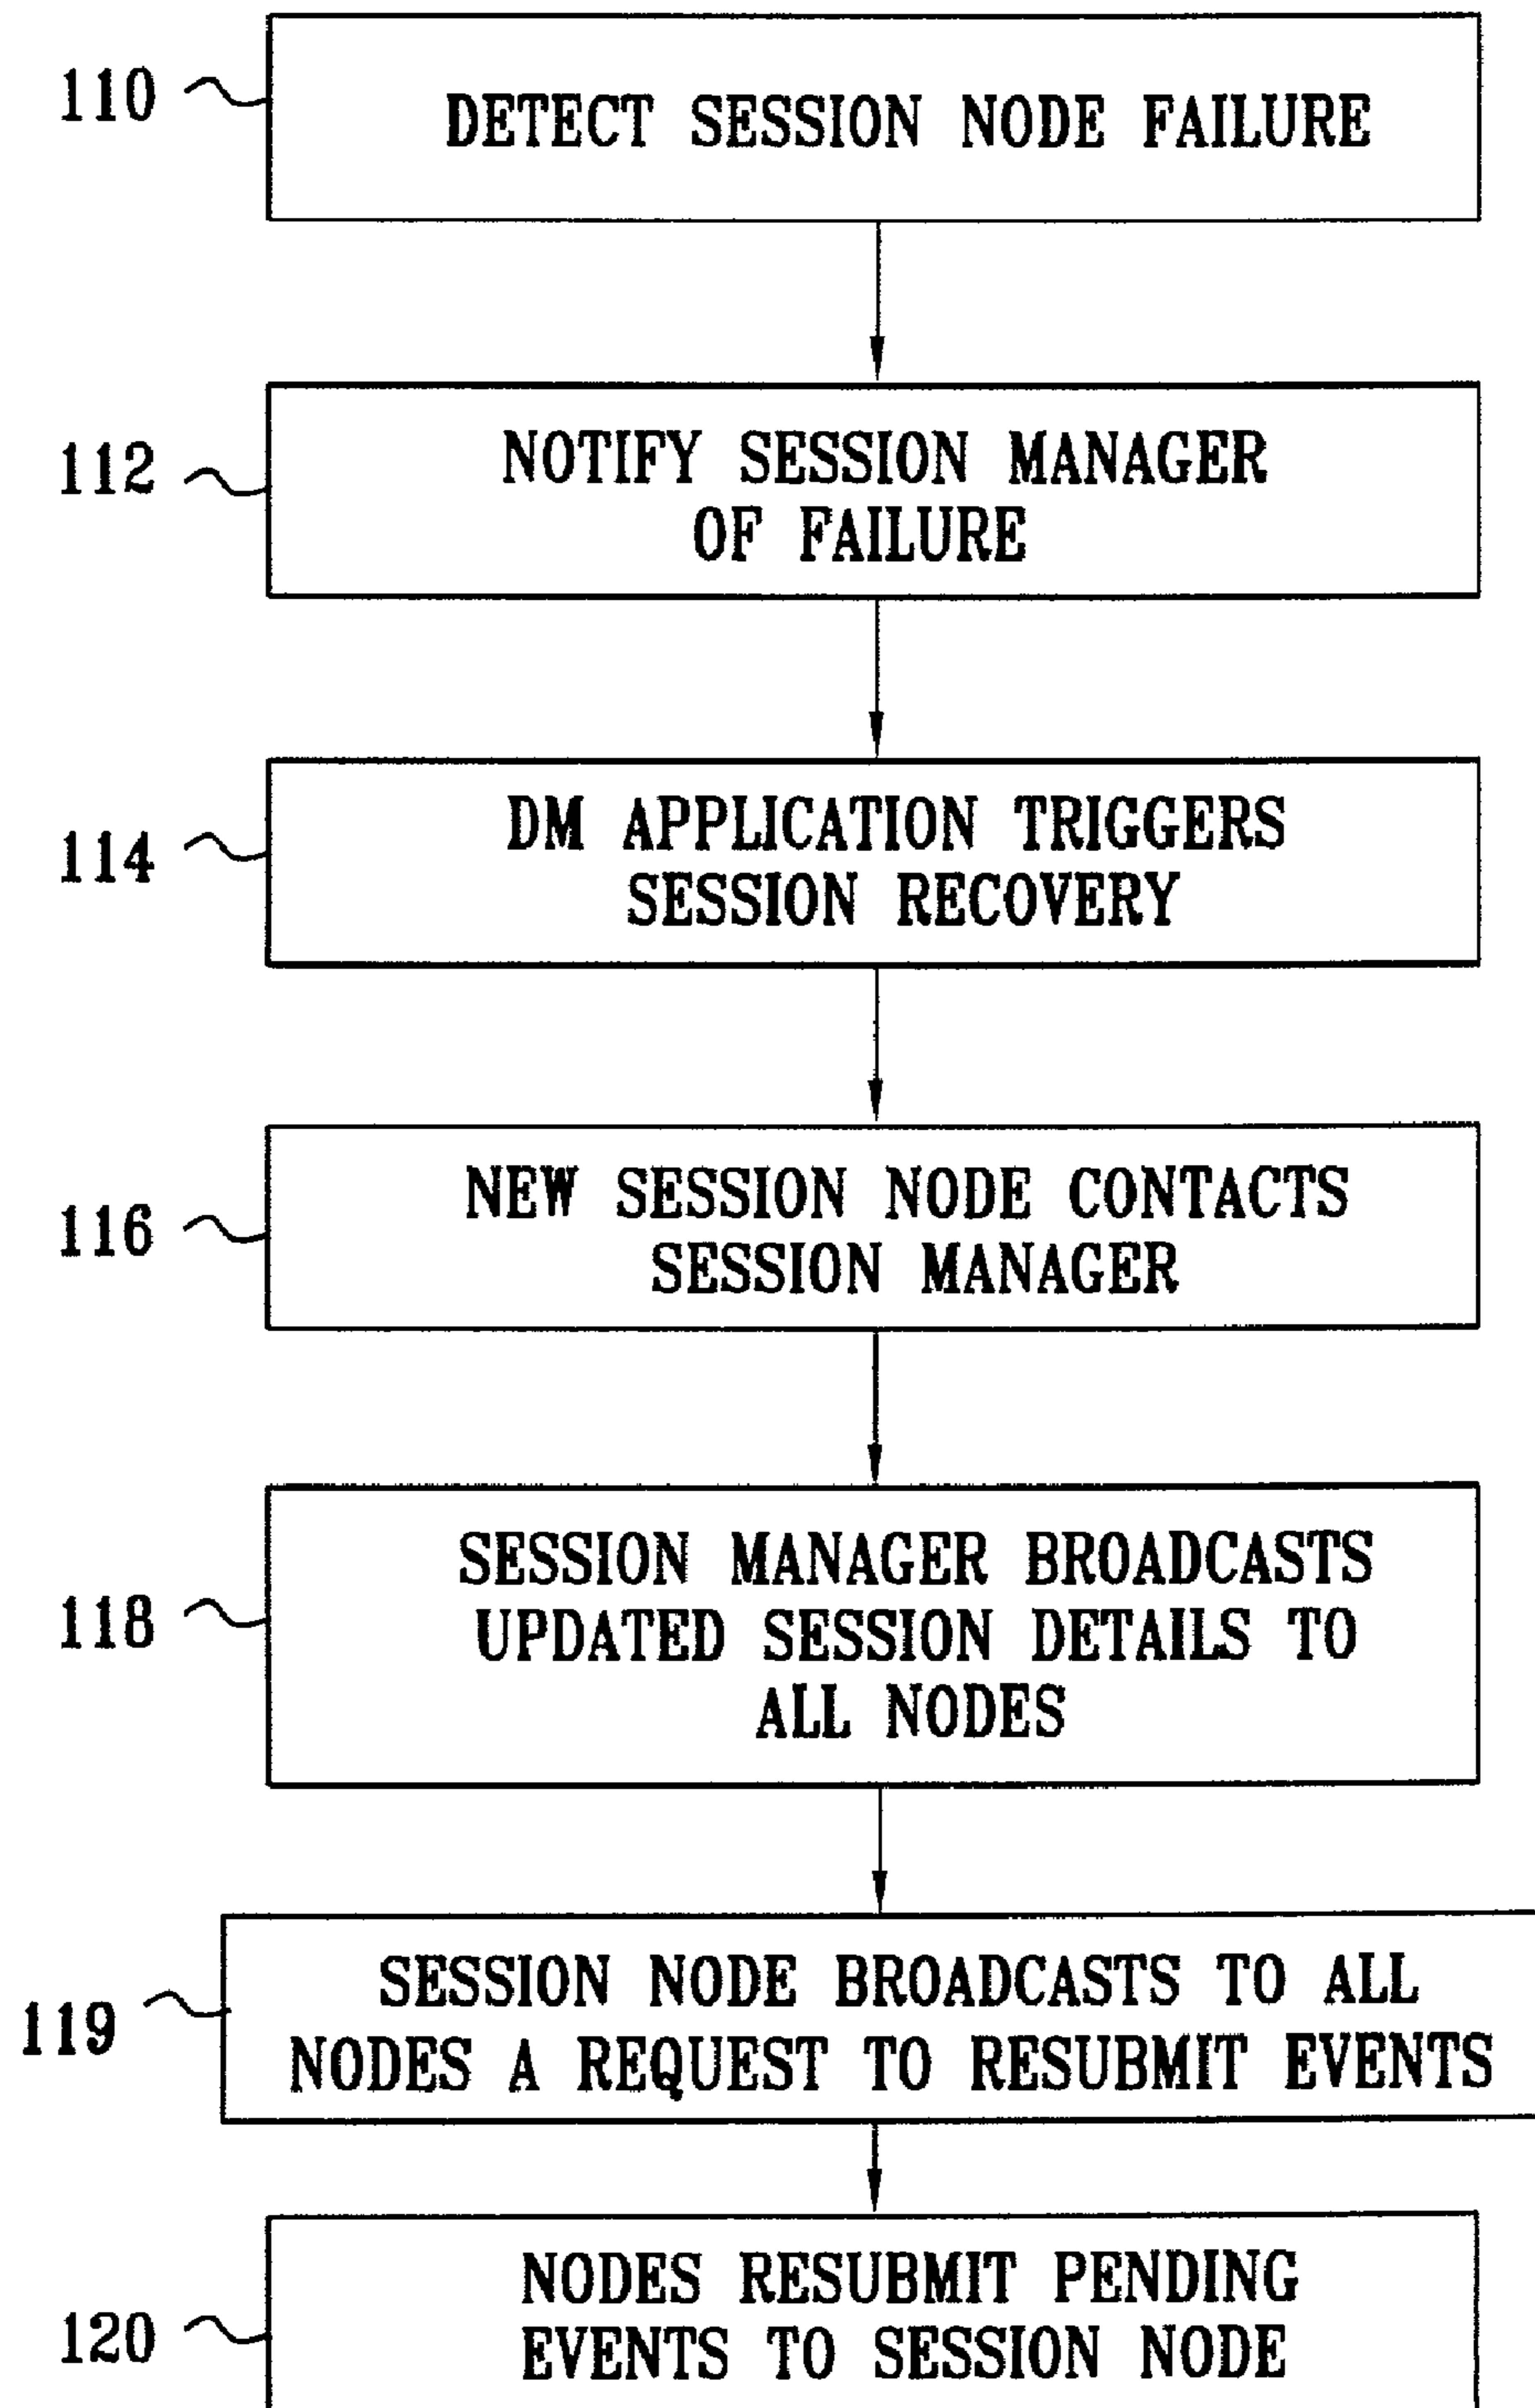 110
DETECT SESSION NODE FAILURE
112
NOTIFY SESSION MANAGER
OF FAILURE
114
DM APPLICATION TRIGGERS
SESSION RECOVERY
116
NEW SESSION NODE CONTACTS
SESSION MANAGER
118
SESSION MANAGER BROADCASTS
UPDATED SESSION DETAILS TO
ALL NODES
119
SESSION NODE BROADCASTS TO ALL
NODES A REQUEST TO RESUBMIT EVENTS
120
NODES RESUBMIT PENDING
EVENTS TO SESSION NODE